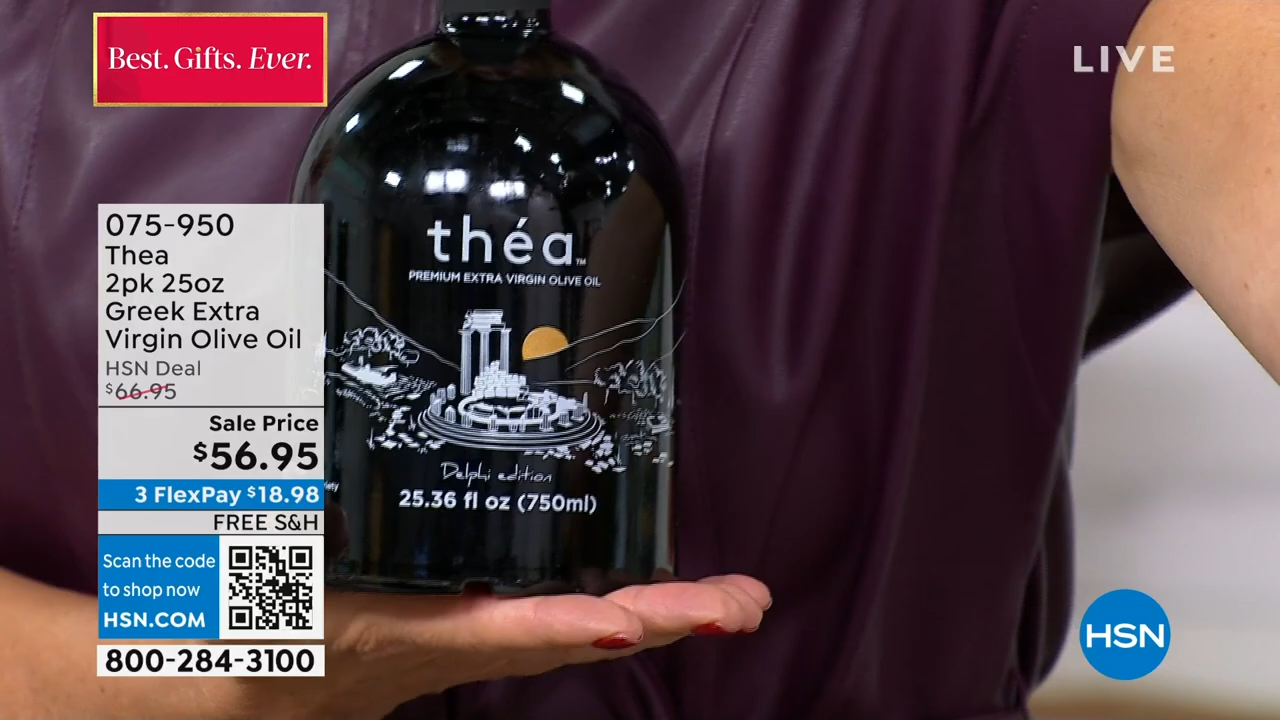 Best. Gifts. Ever.
LIVE
075-950
Thea
2pk 25oz
Greek Extra
Virgin Olive Oil
HSN Deal
$66.95
Sale Price
$56.95
3 FlexPay $18.98
FREE S&H
Scan the code
to shop now
HSN.COM
800-284-3100
théa™
PREMIUM EXTRA VIRGIN OLIVE OIL
Delphi edition
25.36 fl oz (750ml)
HSN